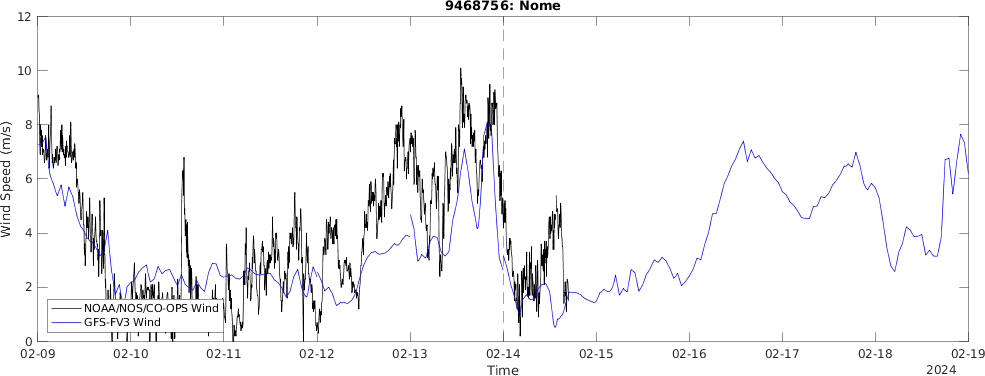 9468756: Nome
12
10
8
6
4
2
0
Wind Speed (m/s)
NOAA/NOS/CO-OPS Wind
GFS-FV3 Wind
02-09 02-10 02-11 02-12 02-13 02-14 02-15 02-16 02-17 02-18 02-19
Time
2024